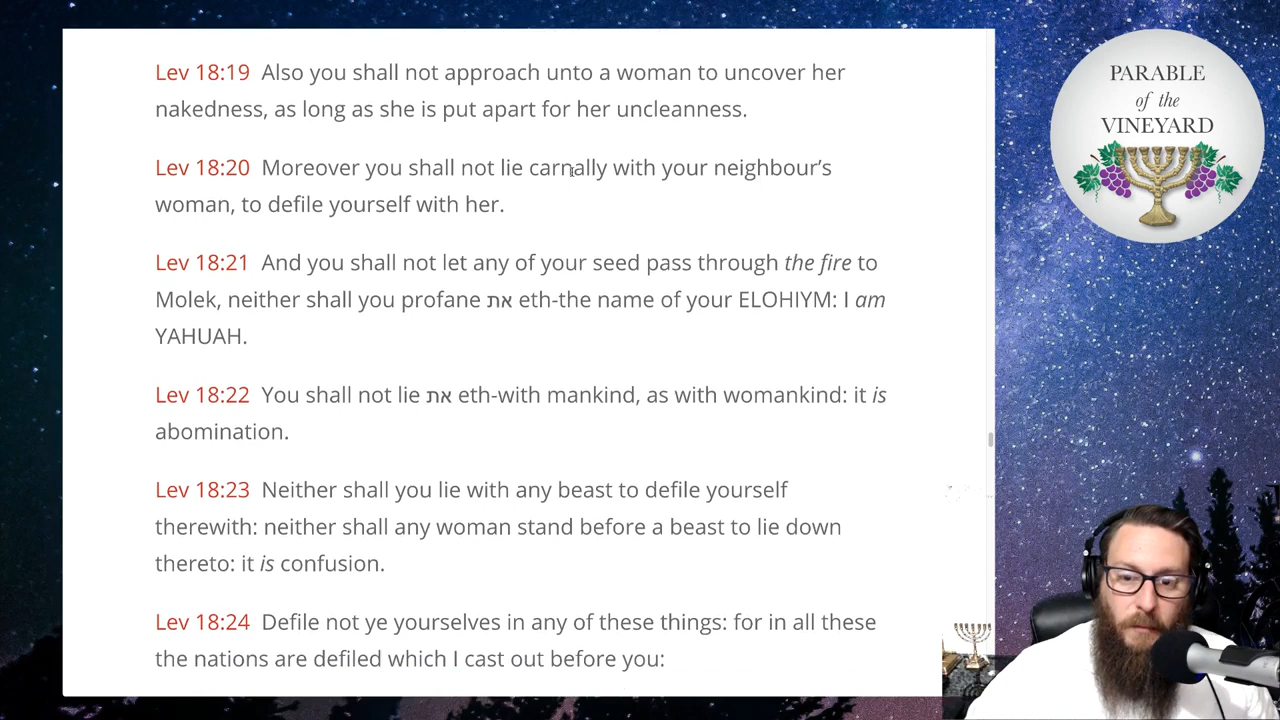 Lev 18:19 Also you shall not approach unto a woman to uncover her
nakedness, as long as she is put apart for her uncleanness.
Lev 18:20 Moreover you shall not lie carnally with your neighbour’s
woman, to defile yourself with her.
Lev 18:21 And you shall not let any of your seed pass through the fire to
Molek, neither shall you profane את eth-the name of your ELOHIYM: I am
YAHUAH.
Lev 18:22 You shall not lie את eth-with mankind, as with womankind: it is
abomination.
Lev 18:23 Neither shall you lie with any beast to defile yourself
therewith: neither shall any woman stand before a beast to lie down
thereto: it is confusion.
Lev 18:24 Defile not ye yourselves in any of these things: for in all these
the nations are defiled which I cast out before you:
PARABLE
of the
VINEYARD